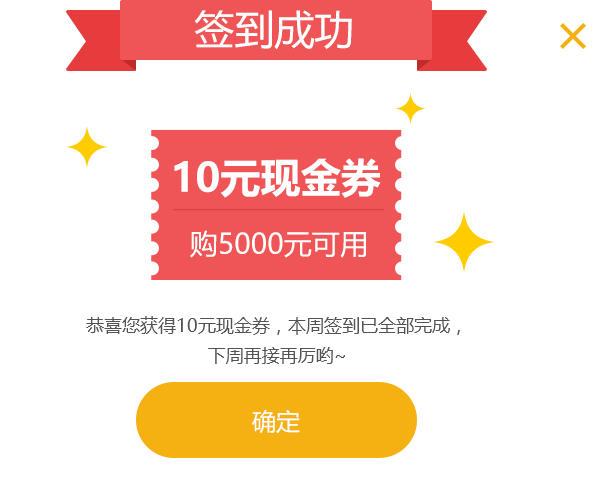 签到成功
10元现金券
购5000元可用
恭喜您获得10元现金券，本周签到已全部完成，
下周再接再厉哟~
确定